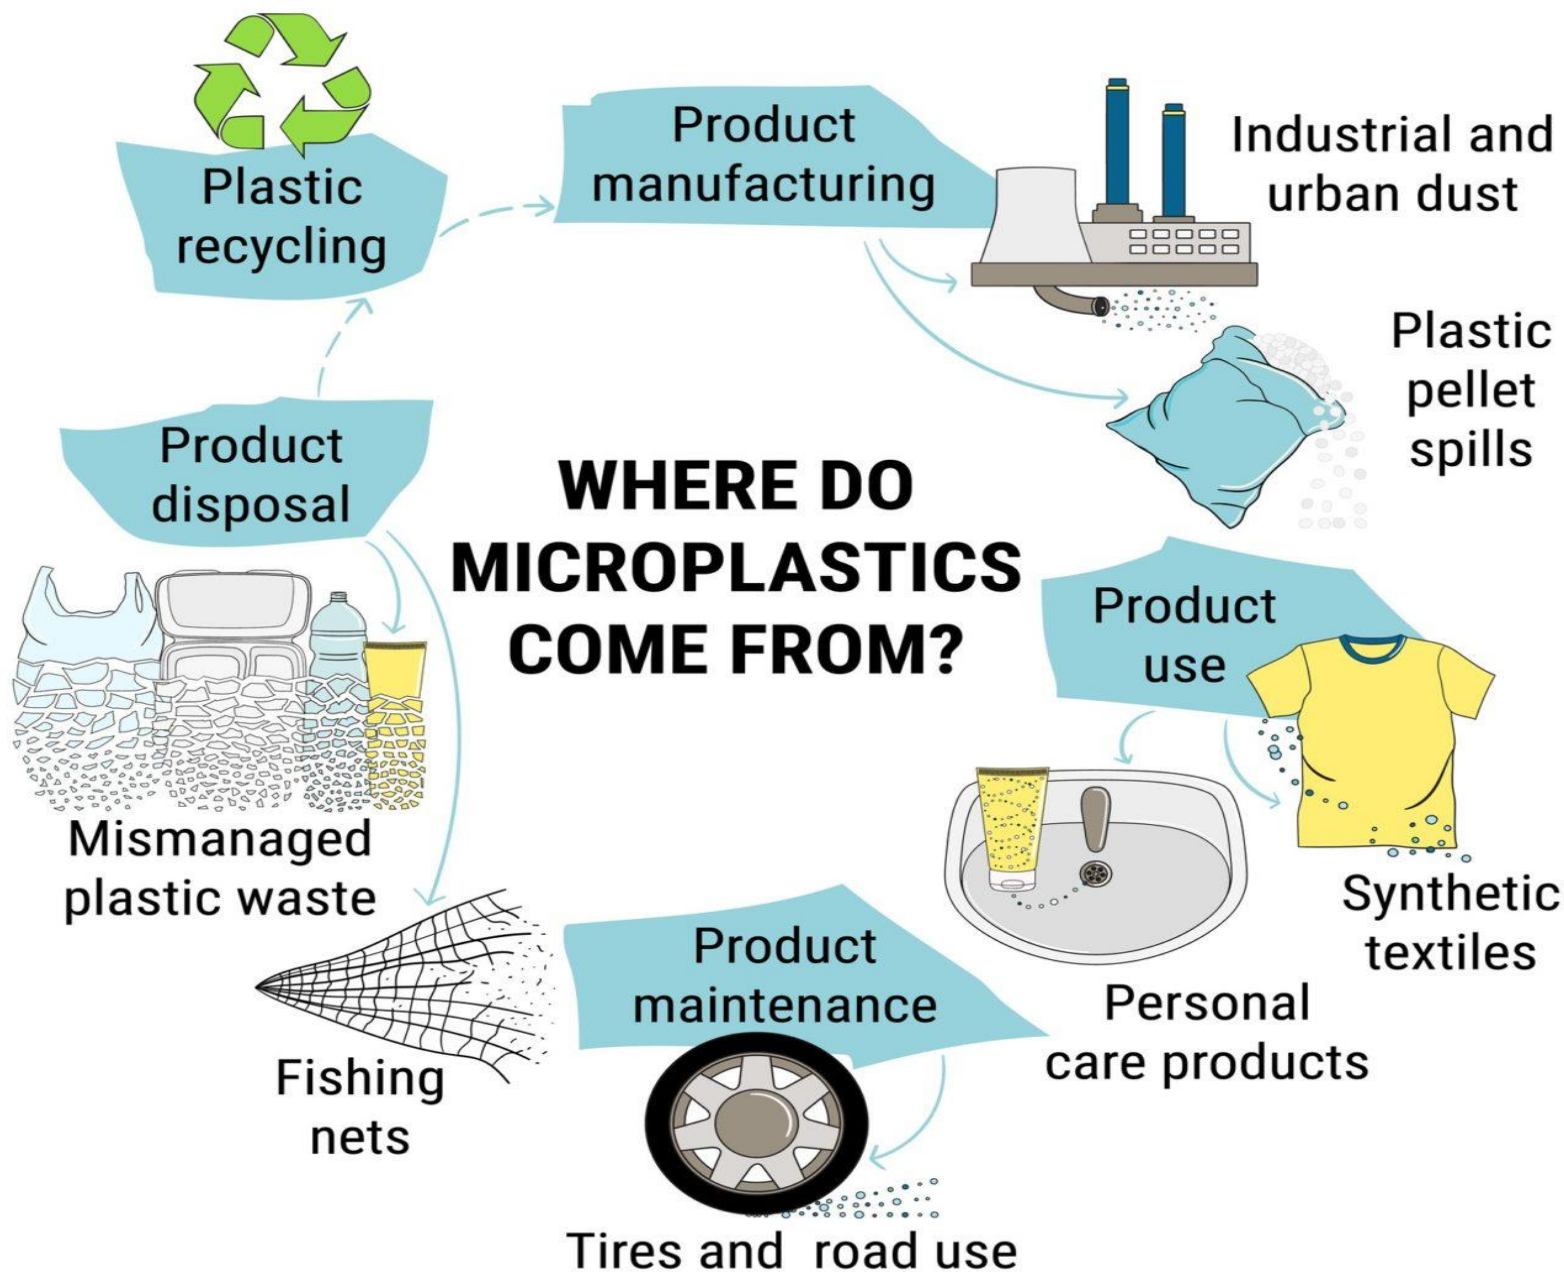 Plastic
recycling
Product
manufacturing
Industrial and
urban dust
Plastic
pellet
spills
Product
disposal
WHERE DO
MICROPLASTICS
COME FROM?
Product
use
Mismanaged
plastic waste
Synthetic
textiles
Product
maintenance
Personal
care products
Fishing
nets
Tires and road use